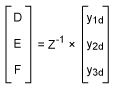 D
E = Z-1 ×
F
y1d
y2d
y3d